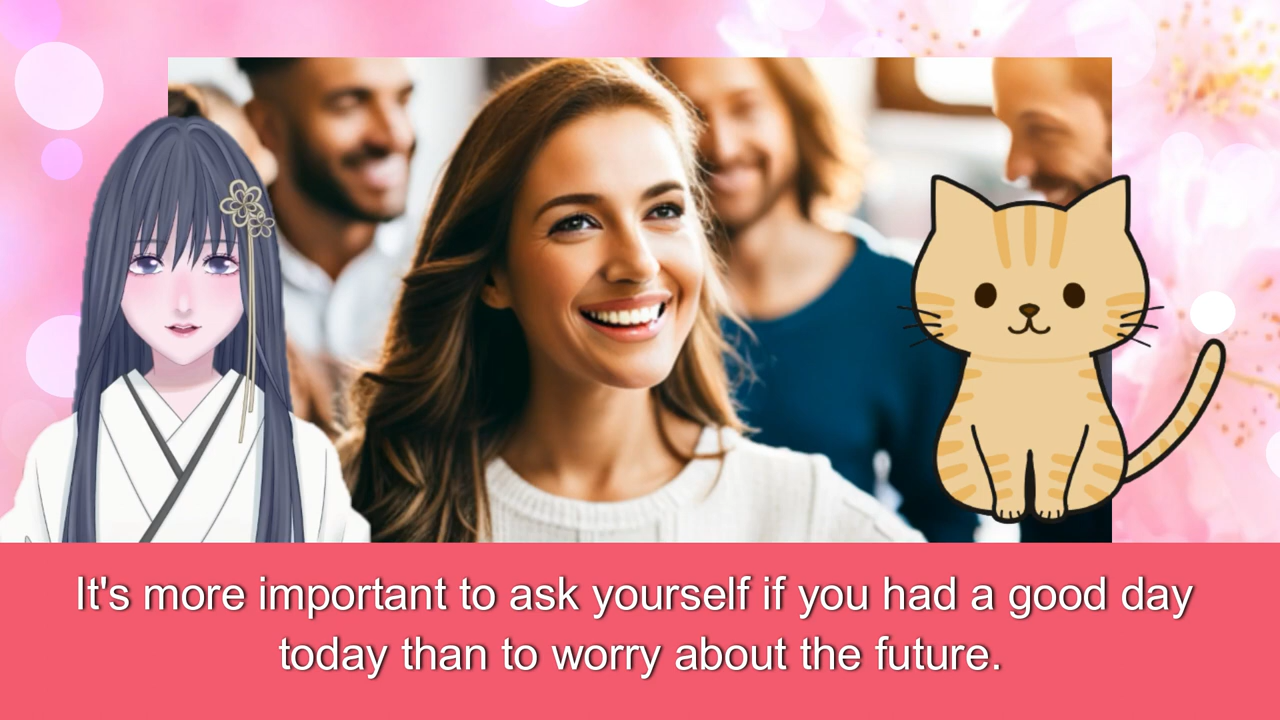 It's more important to ask yourself if you had a good day
today than to worry about the future.